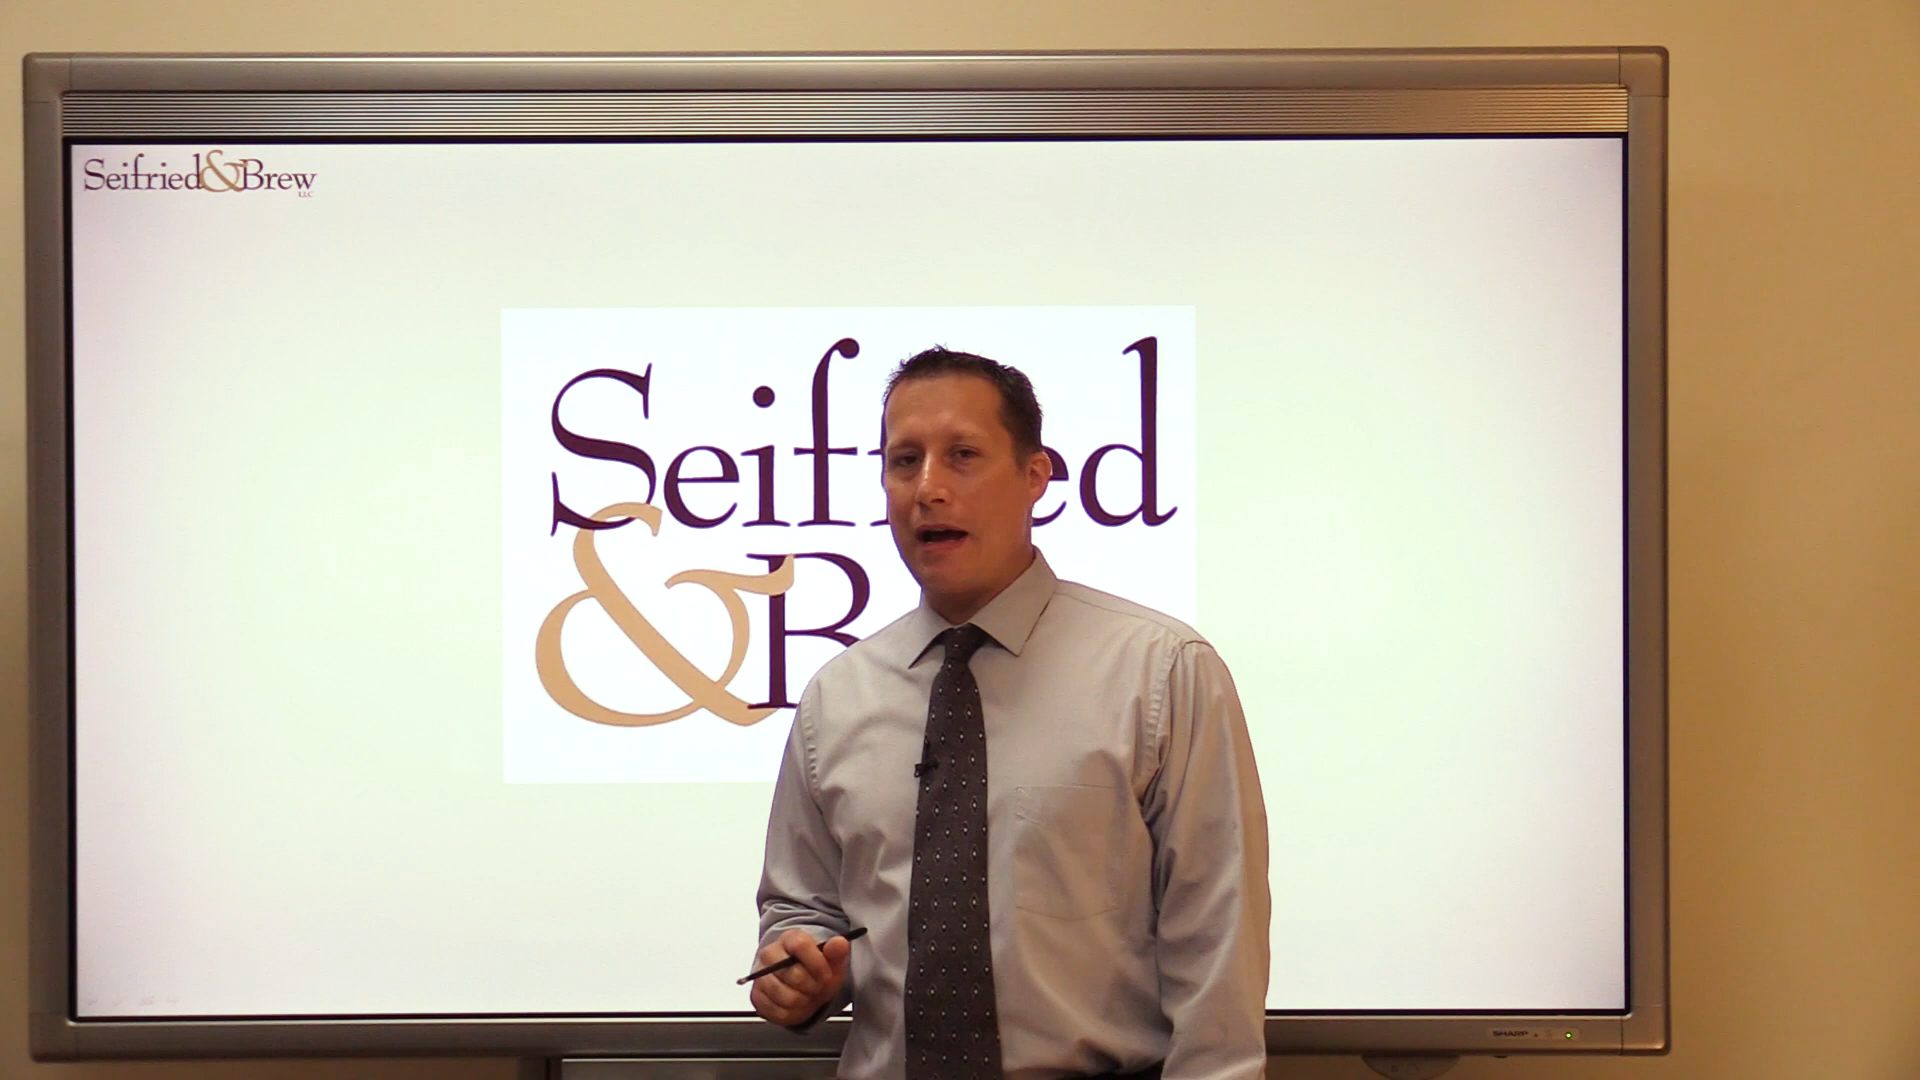 Seifried & Brew
LLC
Seif ed
& B
SHARP